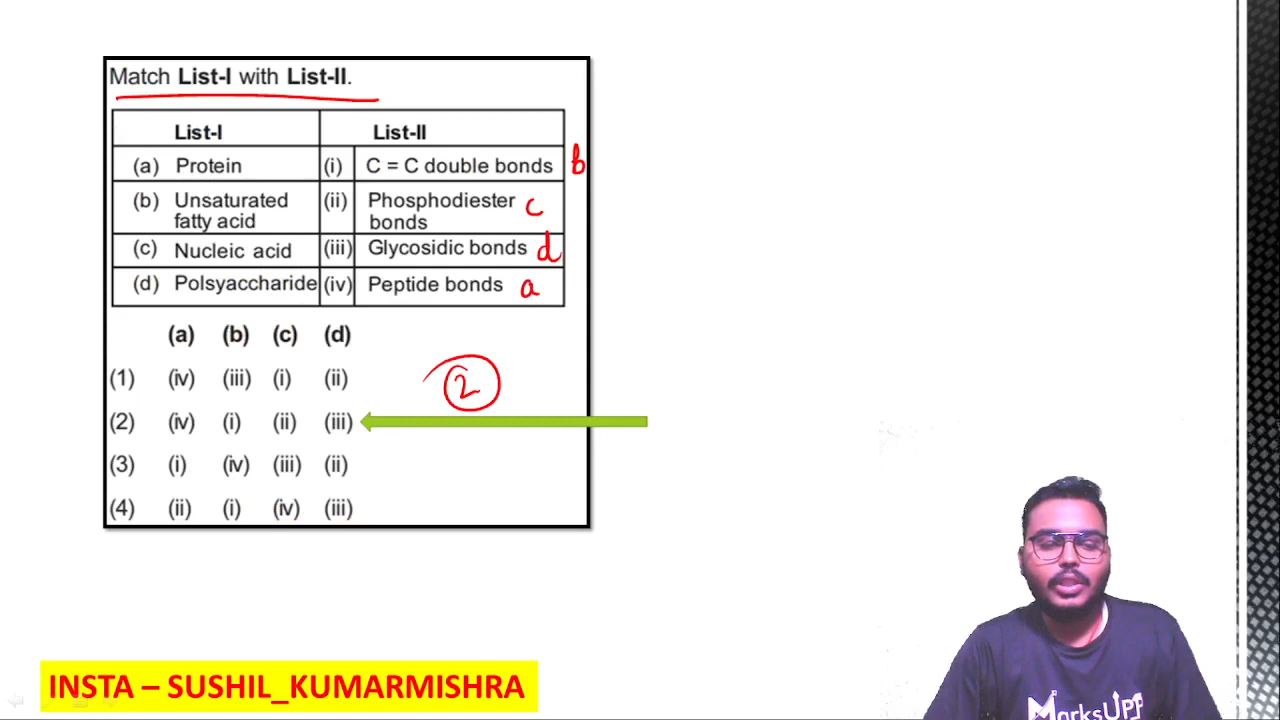 Match List-I with List-II.
List-I List-II
(a) Protein (i) C = C double bonds b
(b) Unsaturated fatty acid (ii) Phosphodiester bonds c
(c) Nucleic acid (iii) Glycosidic bonds d
(d) Polsyaccharide (iv) Peptide bonds a
(a) (b) (c) (d)
(1) (iv) (iii) (i) (ii)
(2) (iv) (i) (ii) (iii)
(3) (i) (iv) (iii) (ii)
(4) (ii) (i) (iv) (iii)
2
INSTA – SUSHIL_KUMARMISHRA
MarksUPP